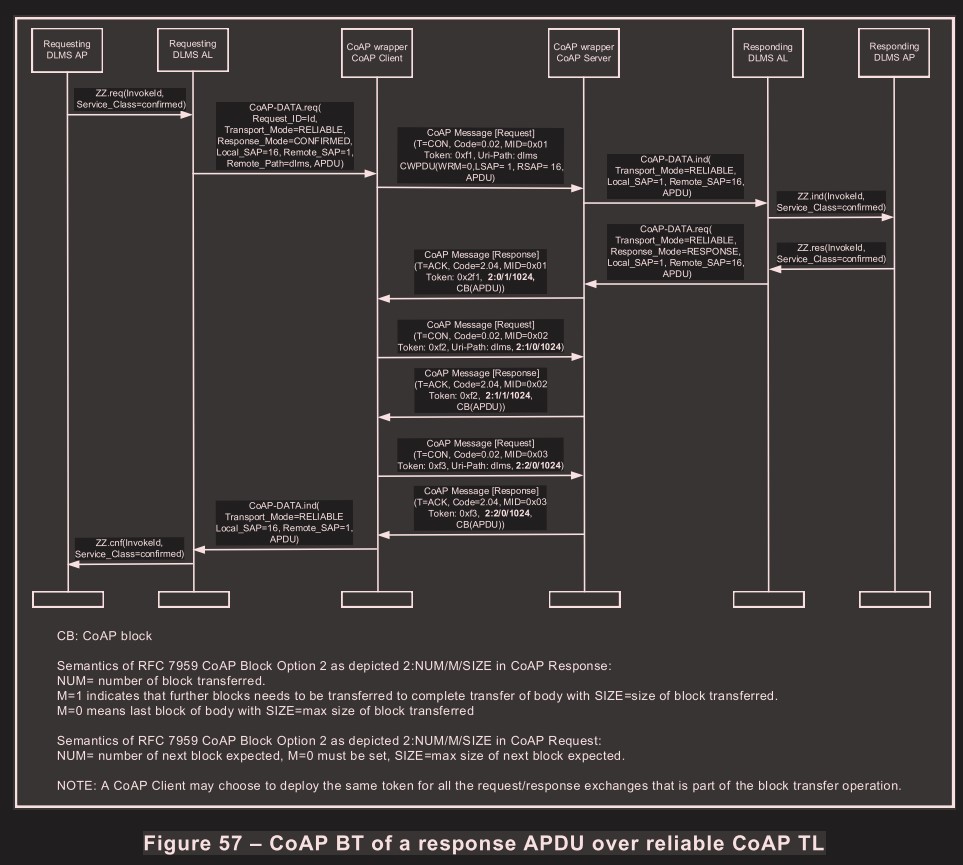 Requesting
DLMS AP
Requesting
DLMS AL
CoAP wrapper
CoAP Client
CoAP wrapper
CoAP Server
Responding
DLMS AL
Responding
DLMS AP
ZZ.req(InvokeId,
Service_Class=confirmed)
CoAP-DATA.req(
Request_ID=Id,
Transport_Mode=RELIABLE,
Response_Mode=CONFIRMED,
Local_SAP=16, Remote_SAP=1,
Remote_Path=dlms, APDU)
CoAP Message [Request]
(T=CON, Code=0.02, MID=0x01
Token: 0xf1, Uri-Path: dlms
CWPDU(WRM=0,LSAP= 1, RSAP= 16,
APDU)
CoAP-DATA.ind(
Transport_Mode=RELIABLE,
Local_SAP=1, Remote_SAP=16,
APDU)
ZZ.ind(InvokeId,
Service_Class=confirmed)
CoAP-DATA.req(
Transport_Mode=RELIABLE,
Response_Mode=RESPONSE,
Local_SAP=1, Remote_SAP=16,
APDU)
ZZ.res(InvokeId,
Service_Class=confirmed)
CoAP Message [Response]
(T=ACK, Code=2.04, MID=0x01
Token: 0x2f1, 2:0/1/1024,
CB(APDU))
CoAP Message [Request]
(T=CON, Code=0.02, MID=0x02
Token: 0xf2, Uri-Path: dlms, 2:1/0/1024)
CoAP Message [Response]
(T=ACK, Code=2.04, MID=0x02
Token: 0xf2, 2:1/1/1024,
CB(APDU))
CoAP Message [Request]
(T=CON, Code=0.02, MID=0x03
Token: 0xf3, Uri-Path: dlms, 2:2/0/1024)
CoAP Message [Response]
(T=ACK, Code=2.04, MID=0x03
Token: 0xf3, 2:2/0/1024,
CB(APDU))
CoAP-DATA.ind(
Transport_Mode=RELIABLE
Local_SAP=16, Remote_SAP=1,
APDU)
ZZ.cnf(InvokeId,
Service_Class=confirmed)
CB: CoAP block
Semantics of RFC 7959 CoAP Block Option 2 as depicted 2:NUM/M/SIZE in CoAP Response:
NUM= number of block transferred.
M=1 indicates that further blocks needs to be transferred to complete transfer of body with SIZE=size of block transferred.
M=0 means last block of body with SIZE=max size of block transferred
Semantics of RFC 7959 CoAP Block Option 2 as depicted 2:NUM/M/SIZE in CoAP Request:
NUM= number of next block expected, M=0 must be set, SIZE=max size of next block expected.
NOTE: A CoAP Client may choose to deploy the same token for all the request/response exchanges that is part of the block transfer operation.
Figure 57 – CoAP BT of a response APDU over reliable CoAP TL